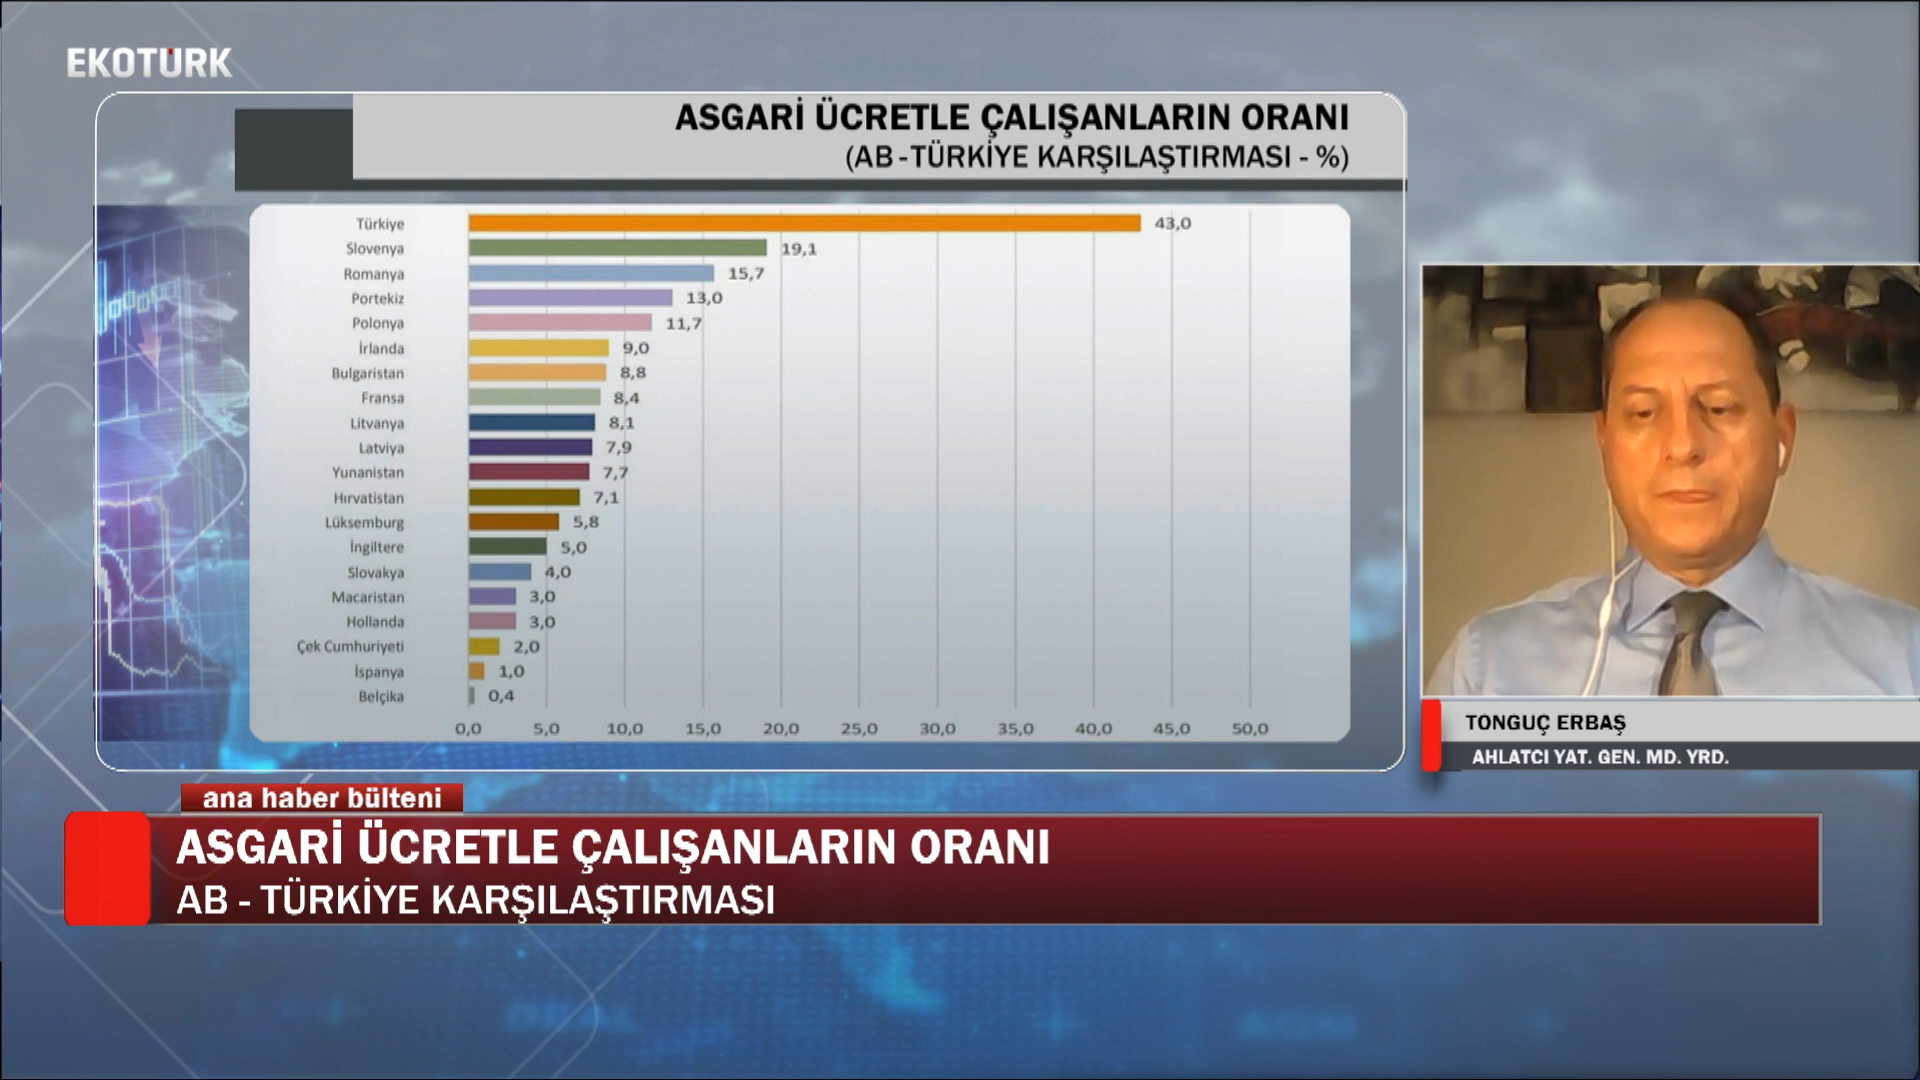 EKOTÜRK
ASGARİ ÜCRETLE ÇALIŞANLARIN ORANI
(AB - TÜRKİYE KARŞILAŞTIRMASI - %)
Türkiye 43,0
Slovenya 19,1
Romanya 15,7
Portekiz 13,0
Polonya 11,7
İrlanda 9,0
Bulgaristan 8,8
Fransa 8,4
Litvanya 8,1
Latviya 7,9
Yunanistan 7,7
Hırvatistan 7,1
Lüksemburg 5,8
İngiltere 5,0
Slovakya 4,0
Macaristan 3,0
Hollanda 3,0
Çek Cumhuriyeti 2,0
İspanya 1,0
Belçika 0,4
0,0 5,0 10,0 15,0 20,0 25,0 30,0 35,0 40,0 45,0 50,0
TONGUÇ ERBAŞ
AHLATCI YAT. GEN. MD. YRD.
ana haber bülteni
ASGARİ ÜCRETLE ÇALIŞANLARIN ORANI
AB - TÜRKİYE KARŞILAŞTIRMASI